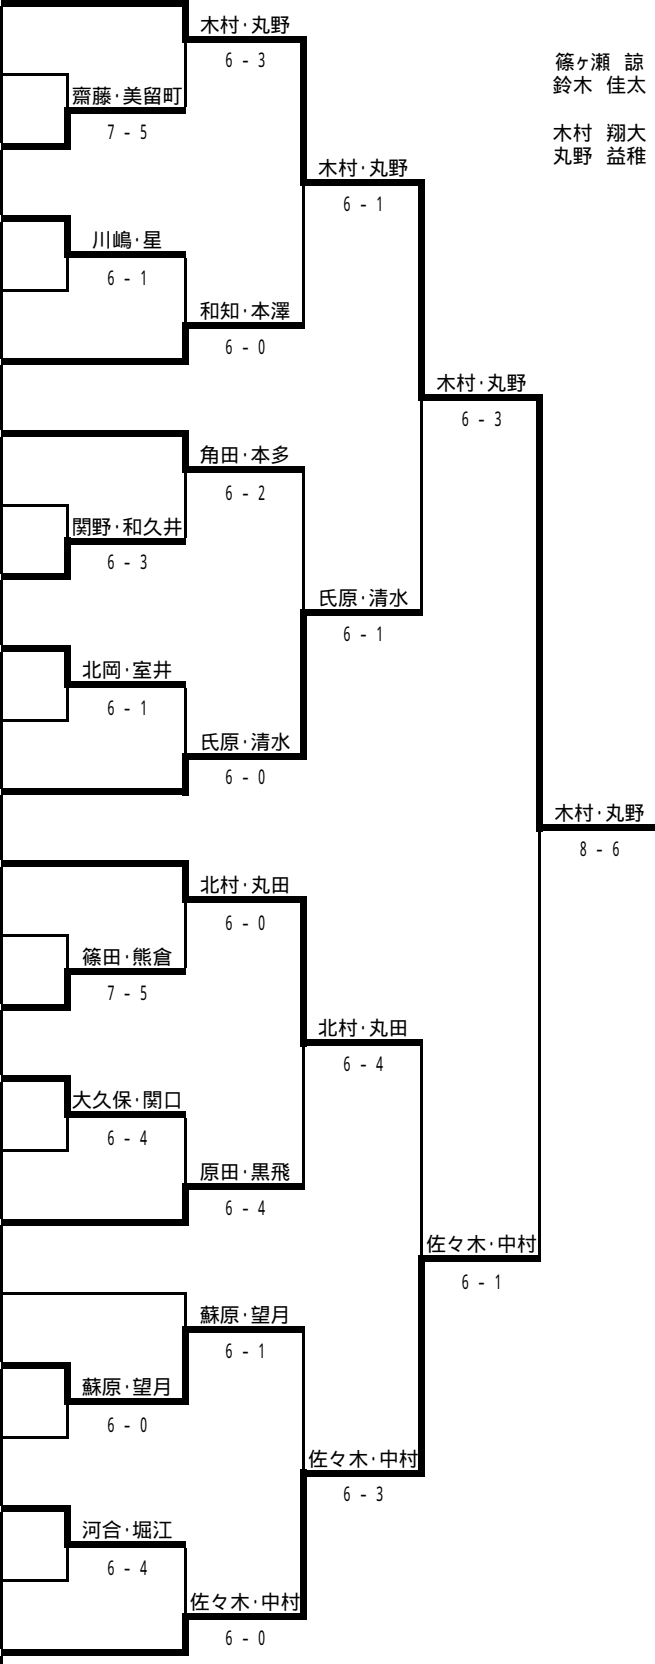 木村・丸野
6 - 3
篠ヶ瀬 諒
鈴木 佳太
齋藤・美留町
7 - 5
木村 翔大
丸野 益稚
木村・丸野
6 - 1
川嶋・星
6 - 1
和知・本澤
6 - 0
木村・丸野
6 - 3
角田・本多
6 - 2
関野・和久井
6 - 3
氏原・清水
6 - 1
北岡・室井
6 - 1
氏原・清水
6 - 0
木村・丸野
8 - 6
北村・丸田
6 - 0
篠田・熊倉
7 - 5
北村・丸田
6 - 4
大久保・関口
6 - 4
原田・黒飛
6 - 4
佐々木・中村
6 - 1
蘇原・望月
6 - 1
蘇原・望月
6 - 0
佐々木・中村
6 - 3
河合・堀江
6 - 4
佐々木・中村
6 - 0